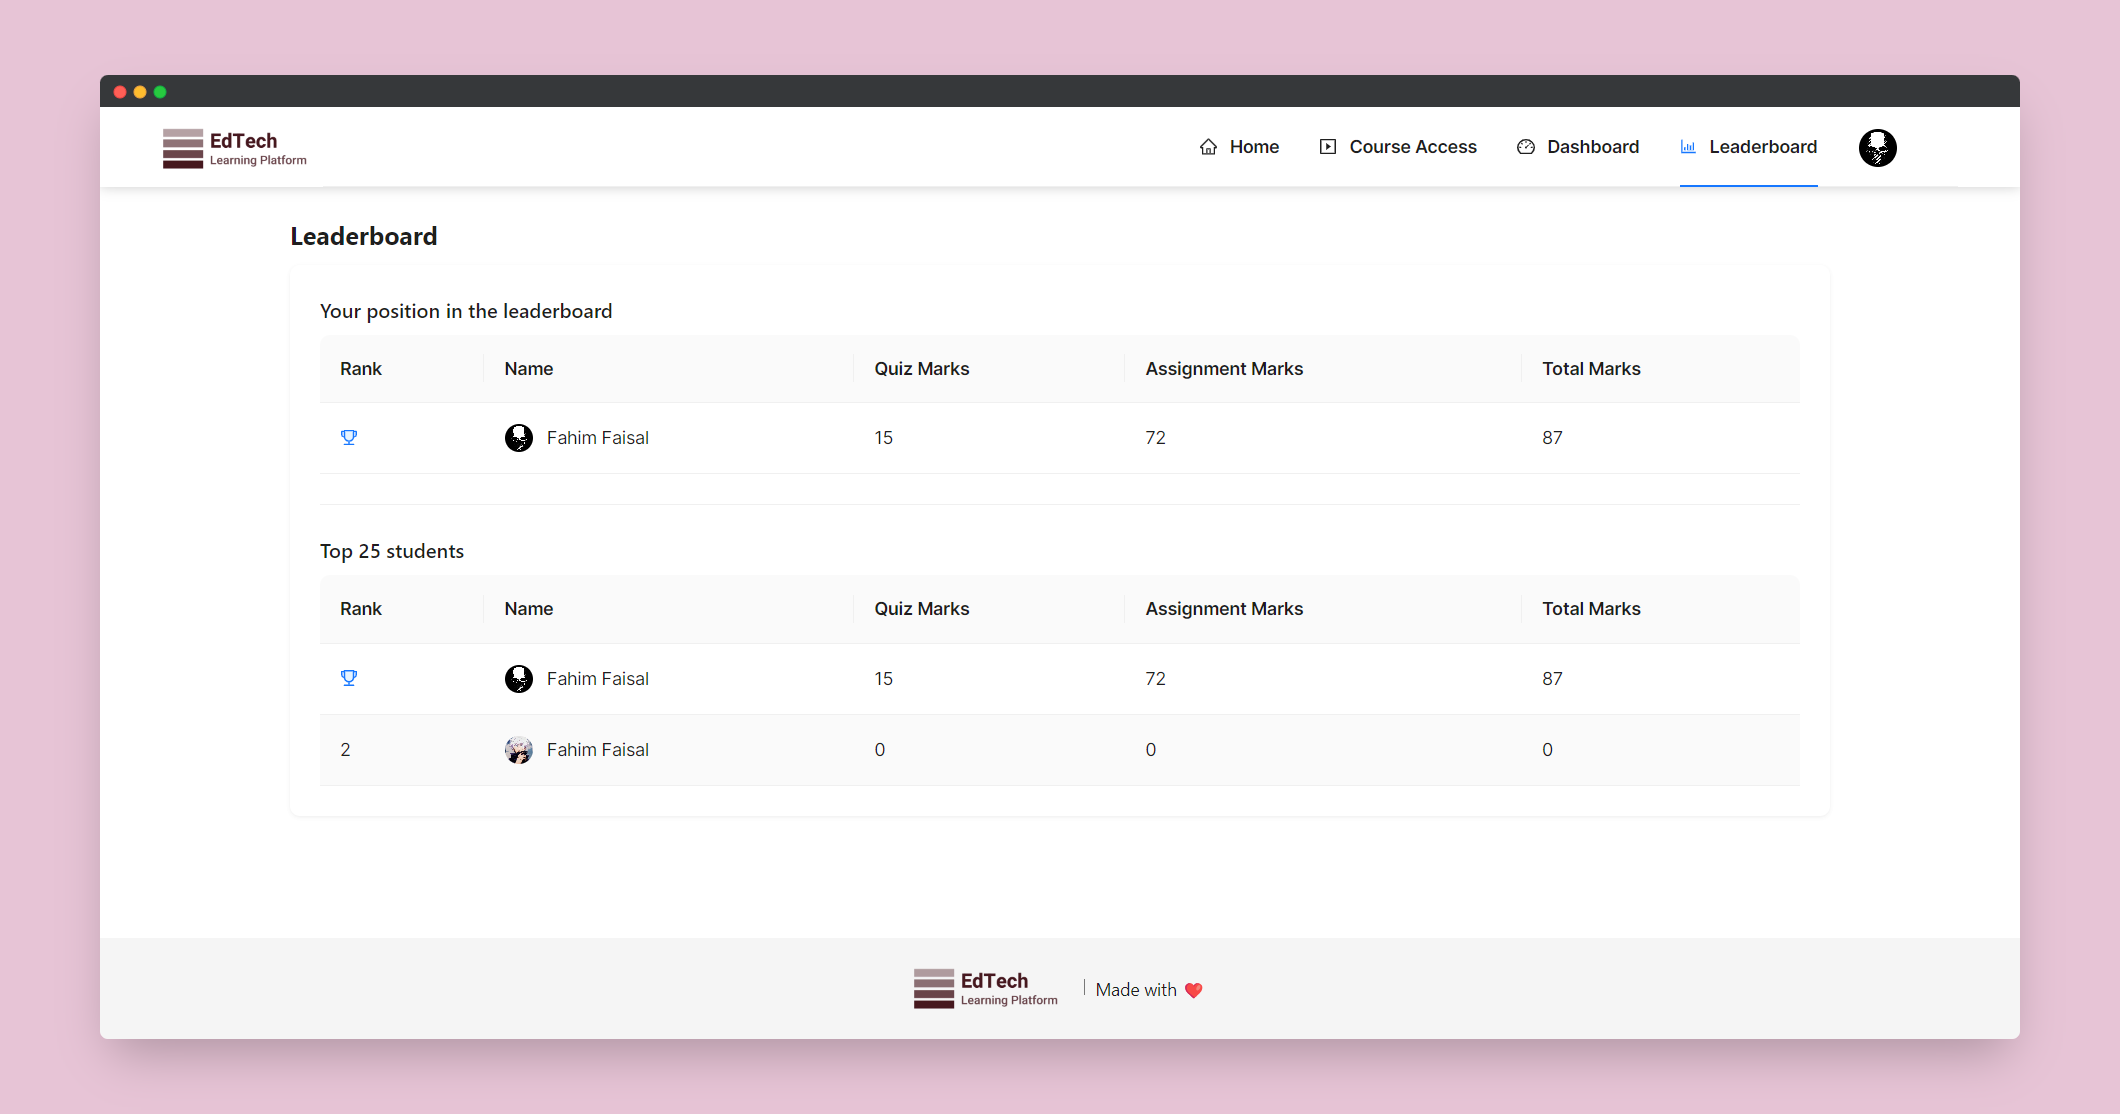 EdTech
Learning Platform
Home Course Access Dashboard Leaderboard
Leaderboard
Your position in the leaderboard
Rank Name Quiz Marks Assignment Marks Total Marks
Fahim Faisal 15 72 87
Top 25 students
Rank Name Quiz Marks Assignment Marks Total Marks
Fahim Faisal 15 72 87
2 Fahim Faisal 0 0 0
EdTech
Learning Platform
Made with ❤️